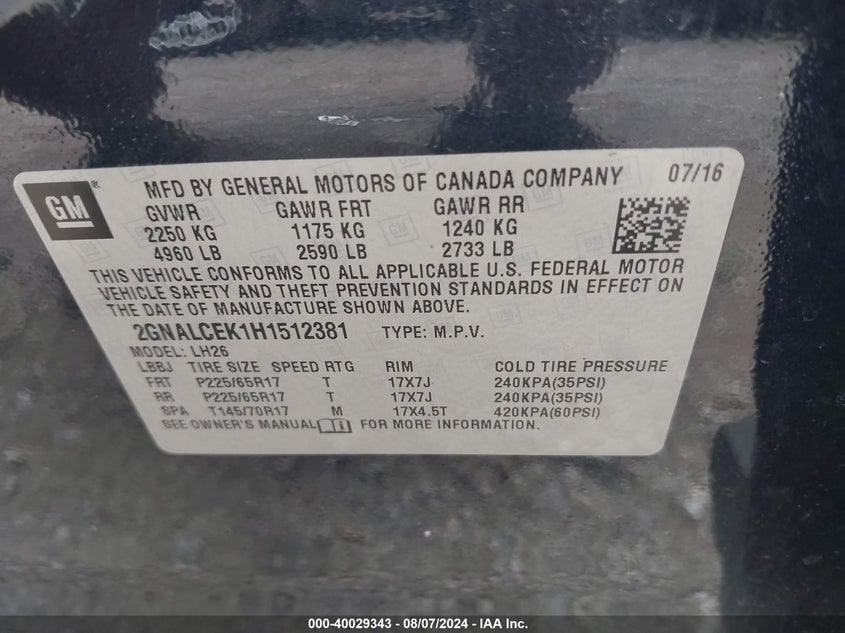 GM ® MFD BY GENERAL MOTORS OF CANADA COMPANY 07/16
GVWR GAWR FRT GAWR RR
2250 KG 1175 KG 1240 KG
4960 LB 2590 LB 2733 LB
THIS VEHICLE CONFORMS TO ALL APPLICABLE U.S. FEDERAL MOTOR
VEHICLE SAFETY AND THEFT PREVENTION STANDARDS IN EFFECT ON
THE DATE OF MANUFACTURE SHOWN ABOVE.
2GNALCEK1H1512381 TYPE: M.P.V.
MODEL: LH26
LBBJ TIRE SIZE SPEED RTG RIM COLD TIRE PRESSURE
FRT P225/65R17 T 17X7J 240KPA(35PSI)
RR P225/65R17 T 17X7J 240KPA(35PSI)
SPA T145/70R17 M 17X4.5T 420KPA(60PSI)
SEE OWNER'S MANUAL FOR MORE INFORMATION.
000-40029343 - 08/07/2024 - IAA Inc.